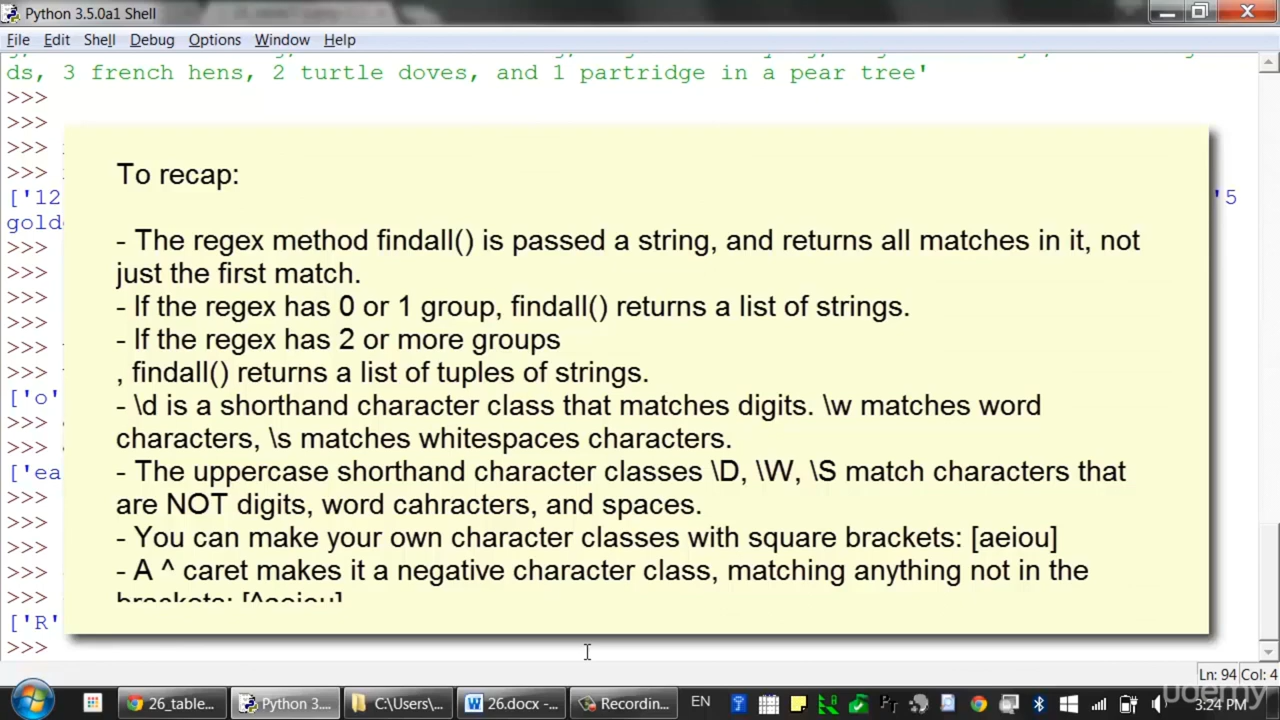 Python 3.5.0a1 Shell
File Edit Shell Debug Options Window Help
ds, 3 french hens, 2 turtle doves, and 1 partridge in a pear tree'
>>>
>>>
>>>
>>>
['12 '5
gold
>>>
>>>
>>>
>>>
>>>
>>>
['o'
>>>
>>>
['ea
>>>
>>>
>>>
>>>
['R'
>>>
To recap:
- The regex method findall() is passed a string, and returns all matches in it, not
just the first match.
- If the regex has 0 or 1 group, findall() returns a list of strings.
- If the regex has 2 or more groups
, findall() returns a list of tuples of strings.
- \d is a shorthand character class that matches digits. \w matches word
characters, \s matches whitespaces characters.
- The uppercase shorthand character classes \D, \W, \S match characters that
are NOT digits, word cahracters, and spaces.
- You can make your own character classes with square brackets: [aeiou]
- A ^ caret makes it a negative character class, matching anything not in the
brackets: [^aeiou]
Ln: 94 Col: 4
26_table... Python 3.... C:\Users\... 26.docx -... Recordin... EN 3:24 PM
udemy